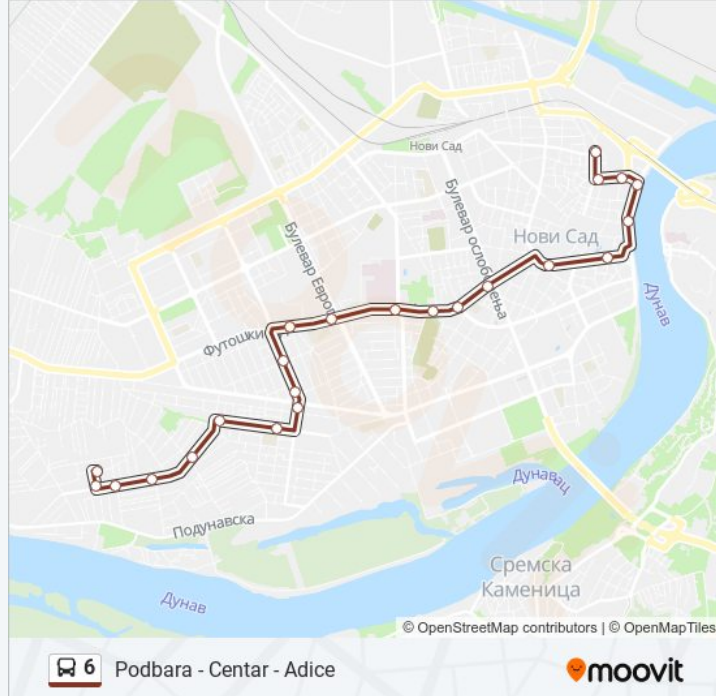 Нови Сад
Булевар ослобођења
Нови Сад
Булевар Европ
Дунав
Футошки
Дунавац
Подунавска
Сремска
Каменица
Дунав
© OpenStreetMap contributors | © OpenMapTiles
6 Podbara - Centar - Adice
moovit